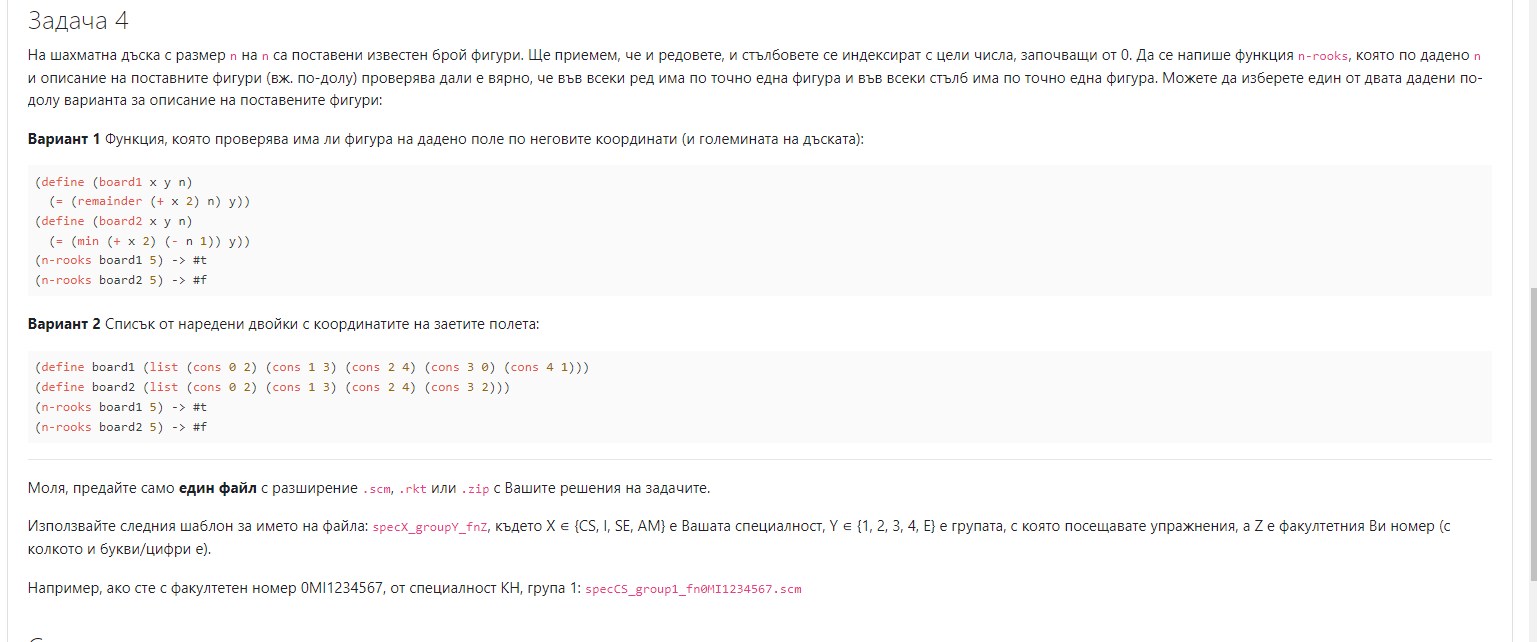 Задача 4
На шахматна дъска с размер n на n са поставени известен брой фигури. Ще приемем, че и редовете, и стълбовете се индексират с цели числа, започващи от 0. Да се напише функция n-rooks, която по дадено n
и описание на поставните фигури (вж. по-долу) проверява дали е вярно, че във всеки ред има по точно една фигура и във всеки стълб има по точно една фигура. Можете да изберете един от двата дадени по-
долу варианта за описание на поставените фигури:
Вариант 1 Функция, която проверява има ли фигура на дадено поле по неговите координати (и големината на дъската):
(define (board1 x y n)
  (= (remainder (+ x 2) n) y))
(define (board2 x y n)
  (= (min (+ x 2) (- n 1)) y))
(n-rooks board1 5) -> #t
(n-rooks board2 5) -> #f
Вариант 2 Списък от наредени двойки с координатите на заетите полета:
(define board1 (list (cons 0 2) (cons 1 3) (cons 2 4) (cons 3 0) (cons 4 1)))
(define board2 (list (cons 0 2) (cons 1 3) (cons 2 4) (cons 3 2)))
(n-rooks board1 5) -> #t
(n-rooks board2 5) -> #f
Моля, предайте само един файл с разширение .scm, .rkt или .zip с Вашите решения на задачите.
Използвайте следния шаблон за името на файла: specX_groupY_fnZ, където X ∈ {CS, I, SE, AM} е Вашата специалност, Y ∈ {1, 2, 3, 4, E} е групата, с която посещавате упражнения, а Z е факултетния Ви номер (с
колкото и букви/цифри е).
Например, ако сте с факултетен номер 0MI1234567, от специалност КН, група 1: specCS_group1_fn0MI1234567.scm